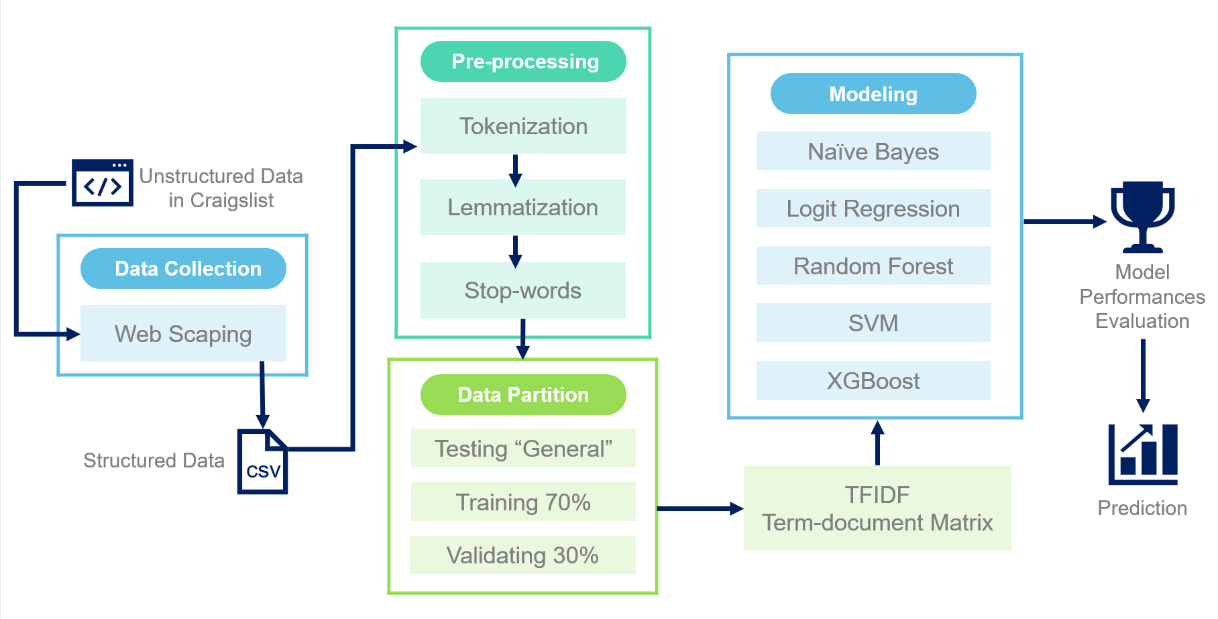 Unstructured Data
in Craigslist
Data Collection
Web Scaping
Structured Data
CSV
Pre-processing
Tokenization
Lemmatization
Stop-words
Data Partition
Testing “General”
Training 70%
Validating 30%
TFIDF
Term-document Matrix
Modeling
Naïve Bayes
Logit Regression
Random Forest
SVM
XGBoost
Model
Performances
Evaluation
Prediction